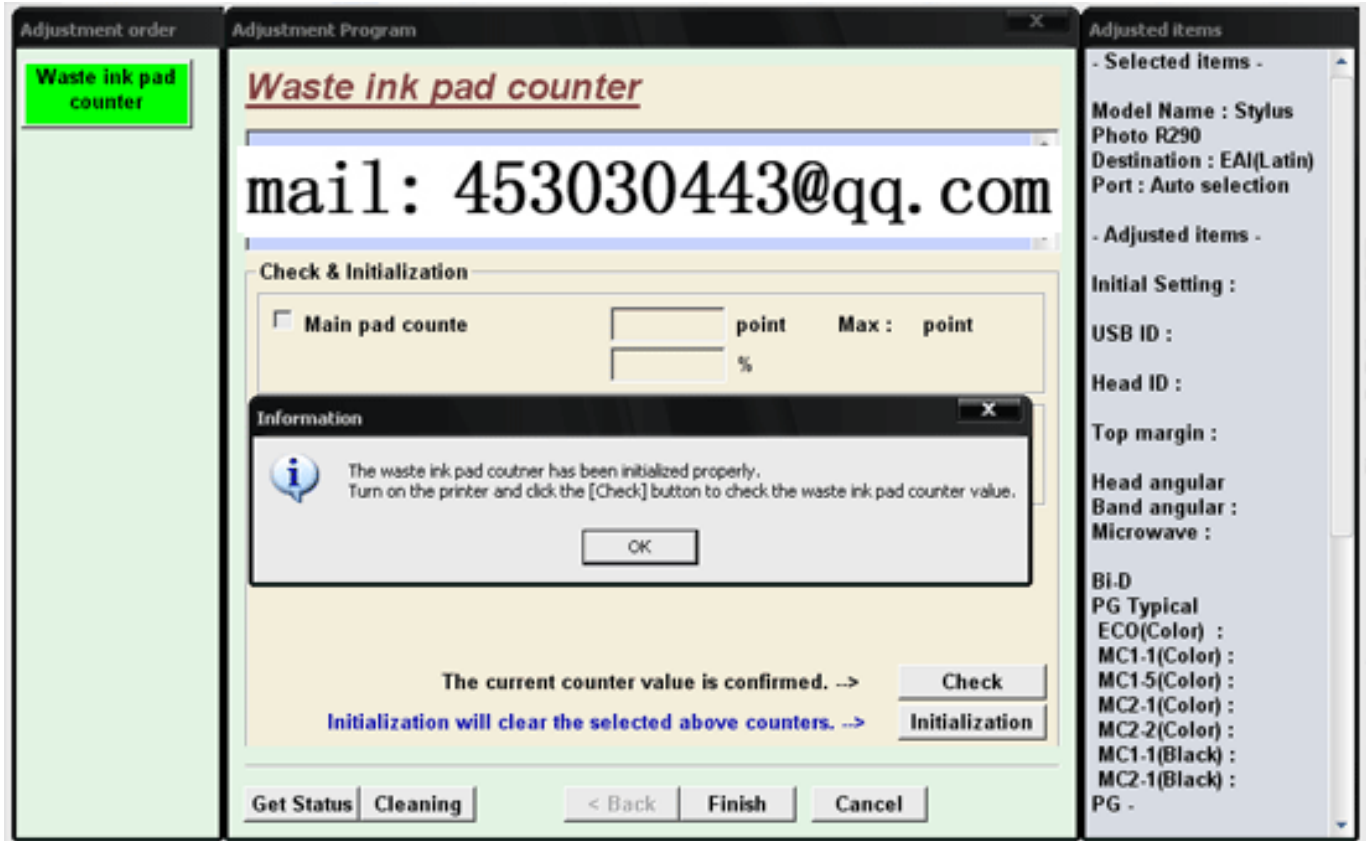 Adjustment order
Waste ink pad
counter
Adjustment Program
X
Waste ink pad counter
mail: 453030443@qq.com
Check & Initialization
Main pad counte
point
Max :
point
%
Information
X
The waste ink pad coutner has been initialized properly.
Turn on the printer and click the [Check] button to check the waste ink pad counter value.
OK
The current counter value is confirmed. -->
Check
Initialization will clear the selected above counters. -->
Initialization
Get Status
Cleaning
< Back
Finish
Cancel
Adjusted items
- Selected items -
Model Name : Stylus
Photo R290
Destination : EAI(Latin)
Port : Auto selection
- Adjusted items -
Initial Setting :
USB ID :
Head ID :
Top margin :
Head angular
Band angular :
Microwave :
Bi-D
PG Typical
ECO(Color) :
MC1-1(Color) :
MC1-5(Color) :
MC2-1(Color) :
MC2-2(Color) :
MC1-1(Black) :
MC2-1(Black) :
PG -